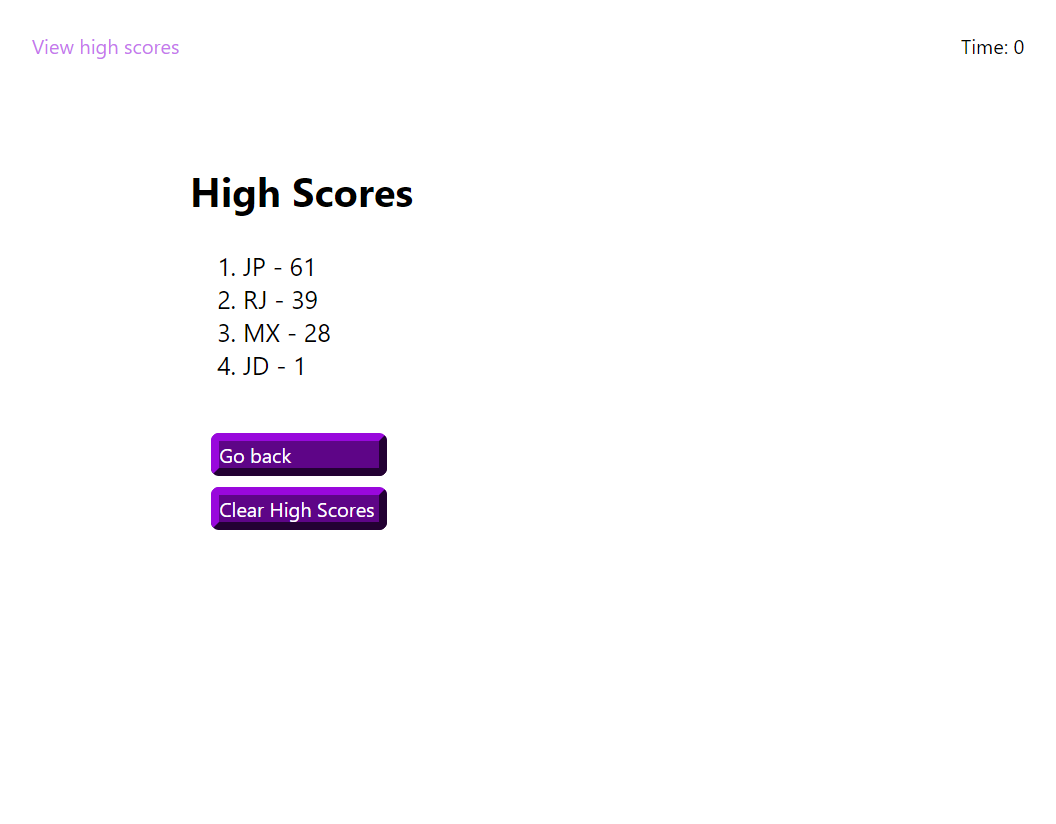 View high scores
Time: 0
High Scores
1. JP - 61
2. RJ - 39
3. MX - 28
4. JD - 1
Go back
Clear High Scores